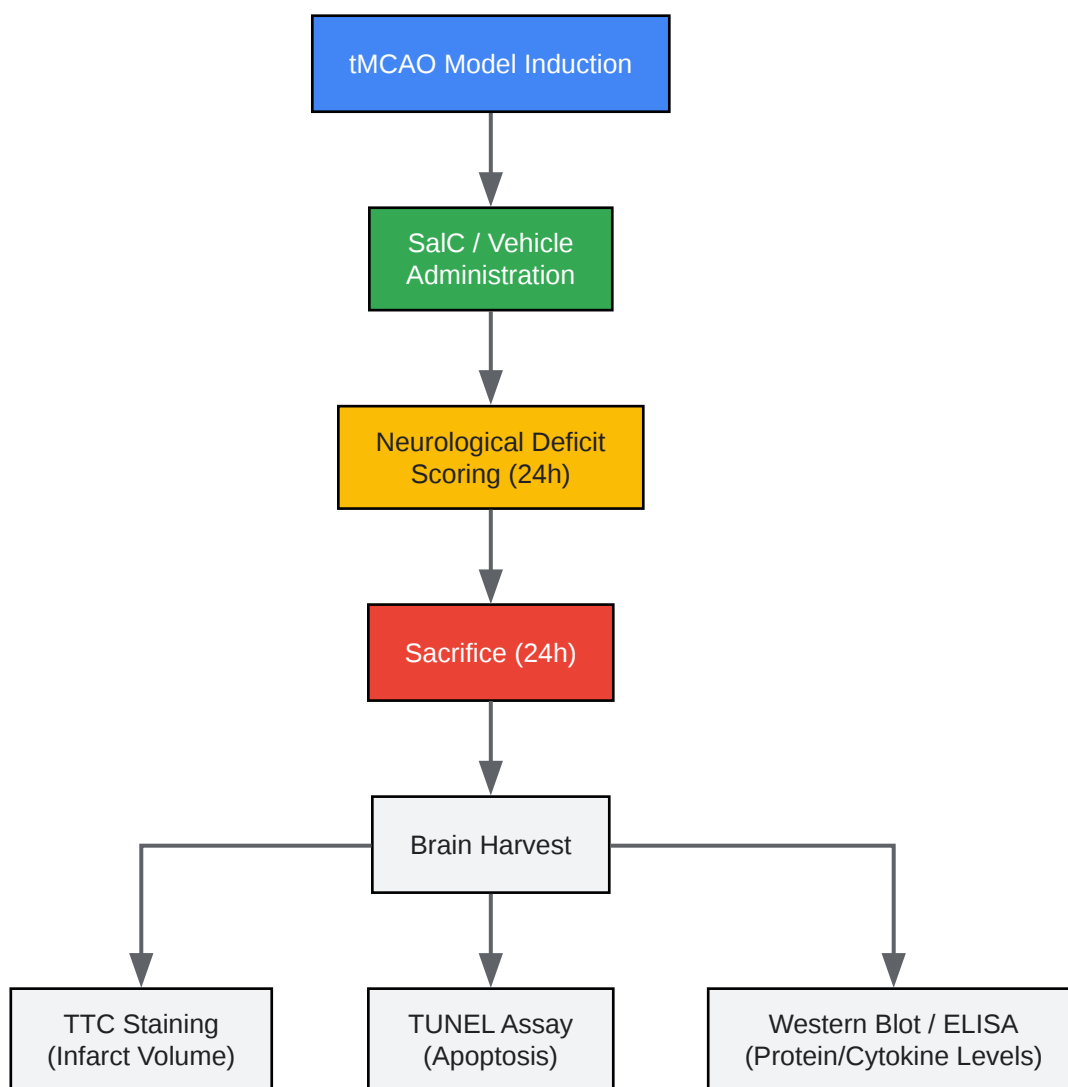 tMCAO Model Induction
SalC / Vehicle
Administration
Neurological Deficit
Scoring (24h)
Sacrifice (24h)
Brain Harvest
TTC Staining
(Infarct Volume)
TUNEL Assay
(Apoptosis)
Western Blot / ELISA
(Protein/Cytokine Levels)